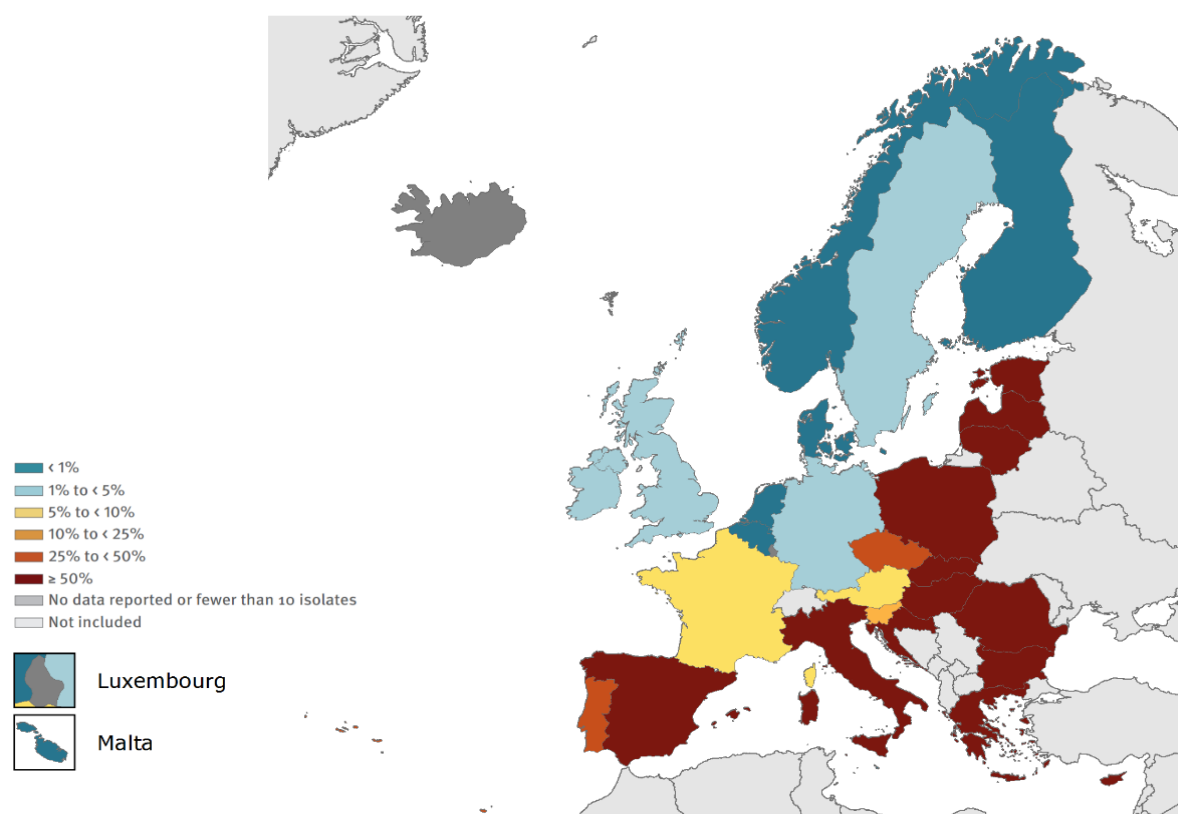 < 1%
1% to < 5%
5% to < 10%
10% to < 25%
25% to < 50%
≥ 50%
No data reported or fewer than 10 isolates
Not included
Luxembourg
Malta